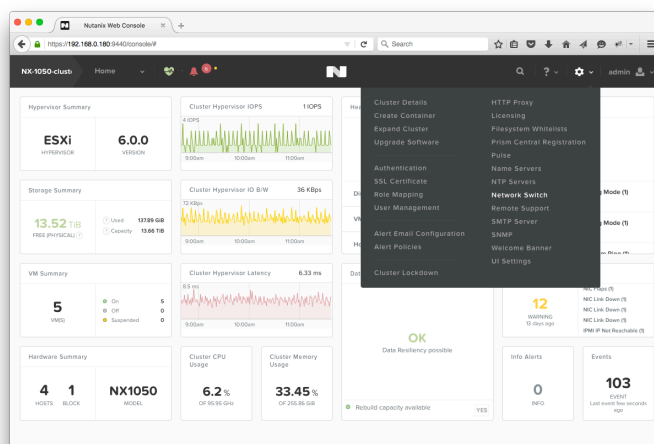 Nutanix Web Console
https://192.168.0.180:9440/console/#
Search
NX-1050-clust
Home
admin
Hypervisor Summary
ESXi
HYPERVISOR
6.0.0
VERSION
Cluster Hypervisor IOPS
1 IOPS
4 IOPS
9:00am 10:00am 11:00am
Cluster Details
Create Container
Expand Cluster
Upgrade Software
Authentication
SSL Certificate
Role Mapping
User Management
Alert Email Configuration
Alert Policies
Cluster Lockdown
HTTP Proxy
Licensing
Filesystem Whitelists
Prism Central Registration
Pulse
Name Servers
NTP Servers
Network Switch
Remote Support
SMTP Server
SNMP
Welcome Banner
UI Settings
Storage Summary
13.52 TiB
FREE (PHYSICAL)
Used 137.89 GiB
Capacity 13.66 TiB
Cluster Hypervisor IO B/W
36 KBps
72 KBps
9:00am 10:00am 11:00am
Hea
Di
VM
Ho
g Mode (1)
g Mode (1)
VM Summary
5
VM(S)
On 5
Off 0
Suspended 0
Cluster Hypervisor Latency
6.33 ms
8.5 ms
9:00am 10:00am 11:00am
Dat
OK
Data Resiliency possible
Rebuild capacity available YES
12
WARNING
13 days ago
NIC Flaps (1)
NIC Link Down (1)
NIC Link Down (1)
IPMI IP Not Reachable (1)
Hardware Summary
4
HOSTS
1
BLOCK
NX1050
MODEL
Cluster CPU
Usage
6.2 %
OF 95.95 GHz
Cluster Memory
Usage
33.45 %
OF 255.86 GiB
Info Alerts
0
INFO
Events
103
EVENT
Last event few seconds
ago